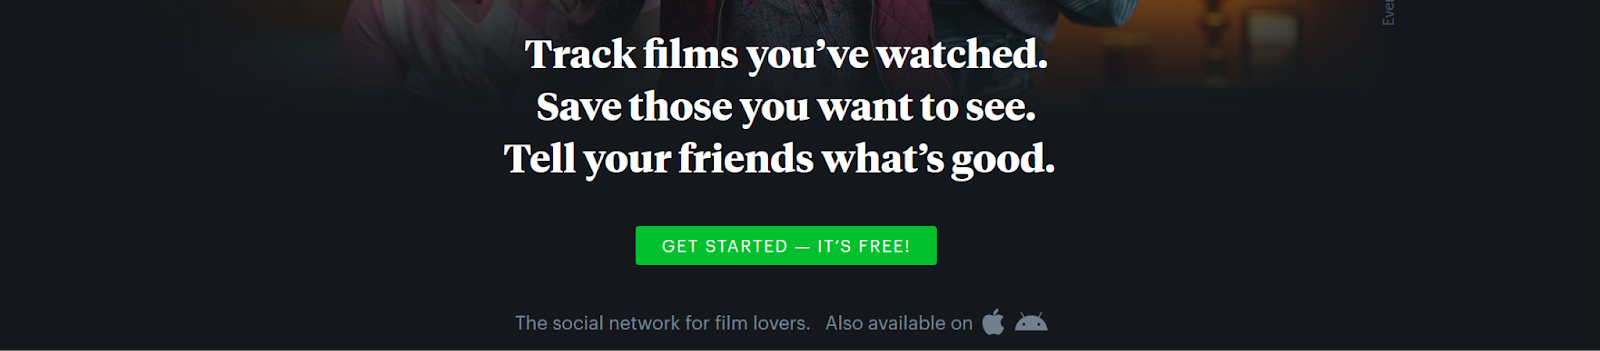 Track films you’ve watched.
Save those you want to see.
Tell your friends what’s good.
GET STARTED — IT’S FREE!
The social network for film lovers. Also available on